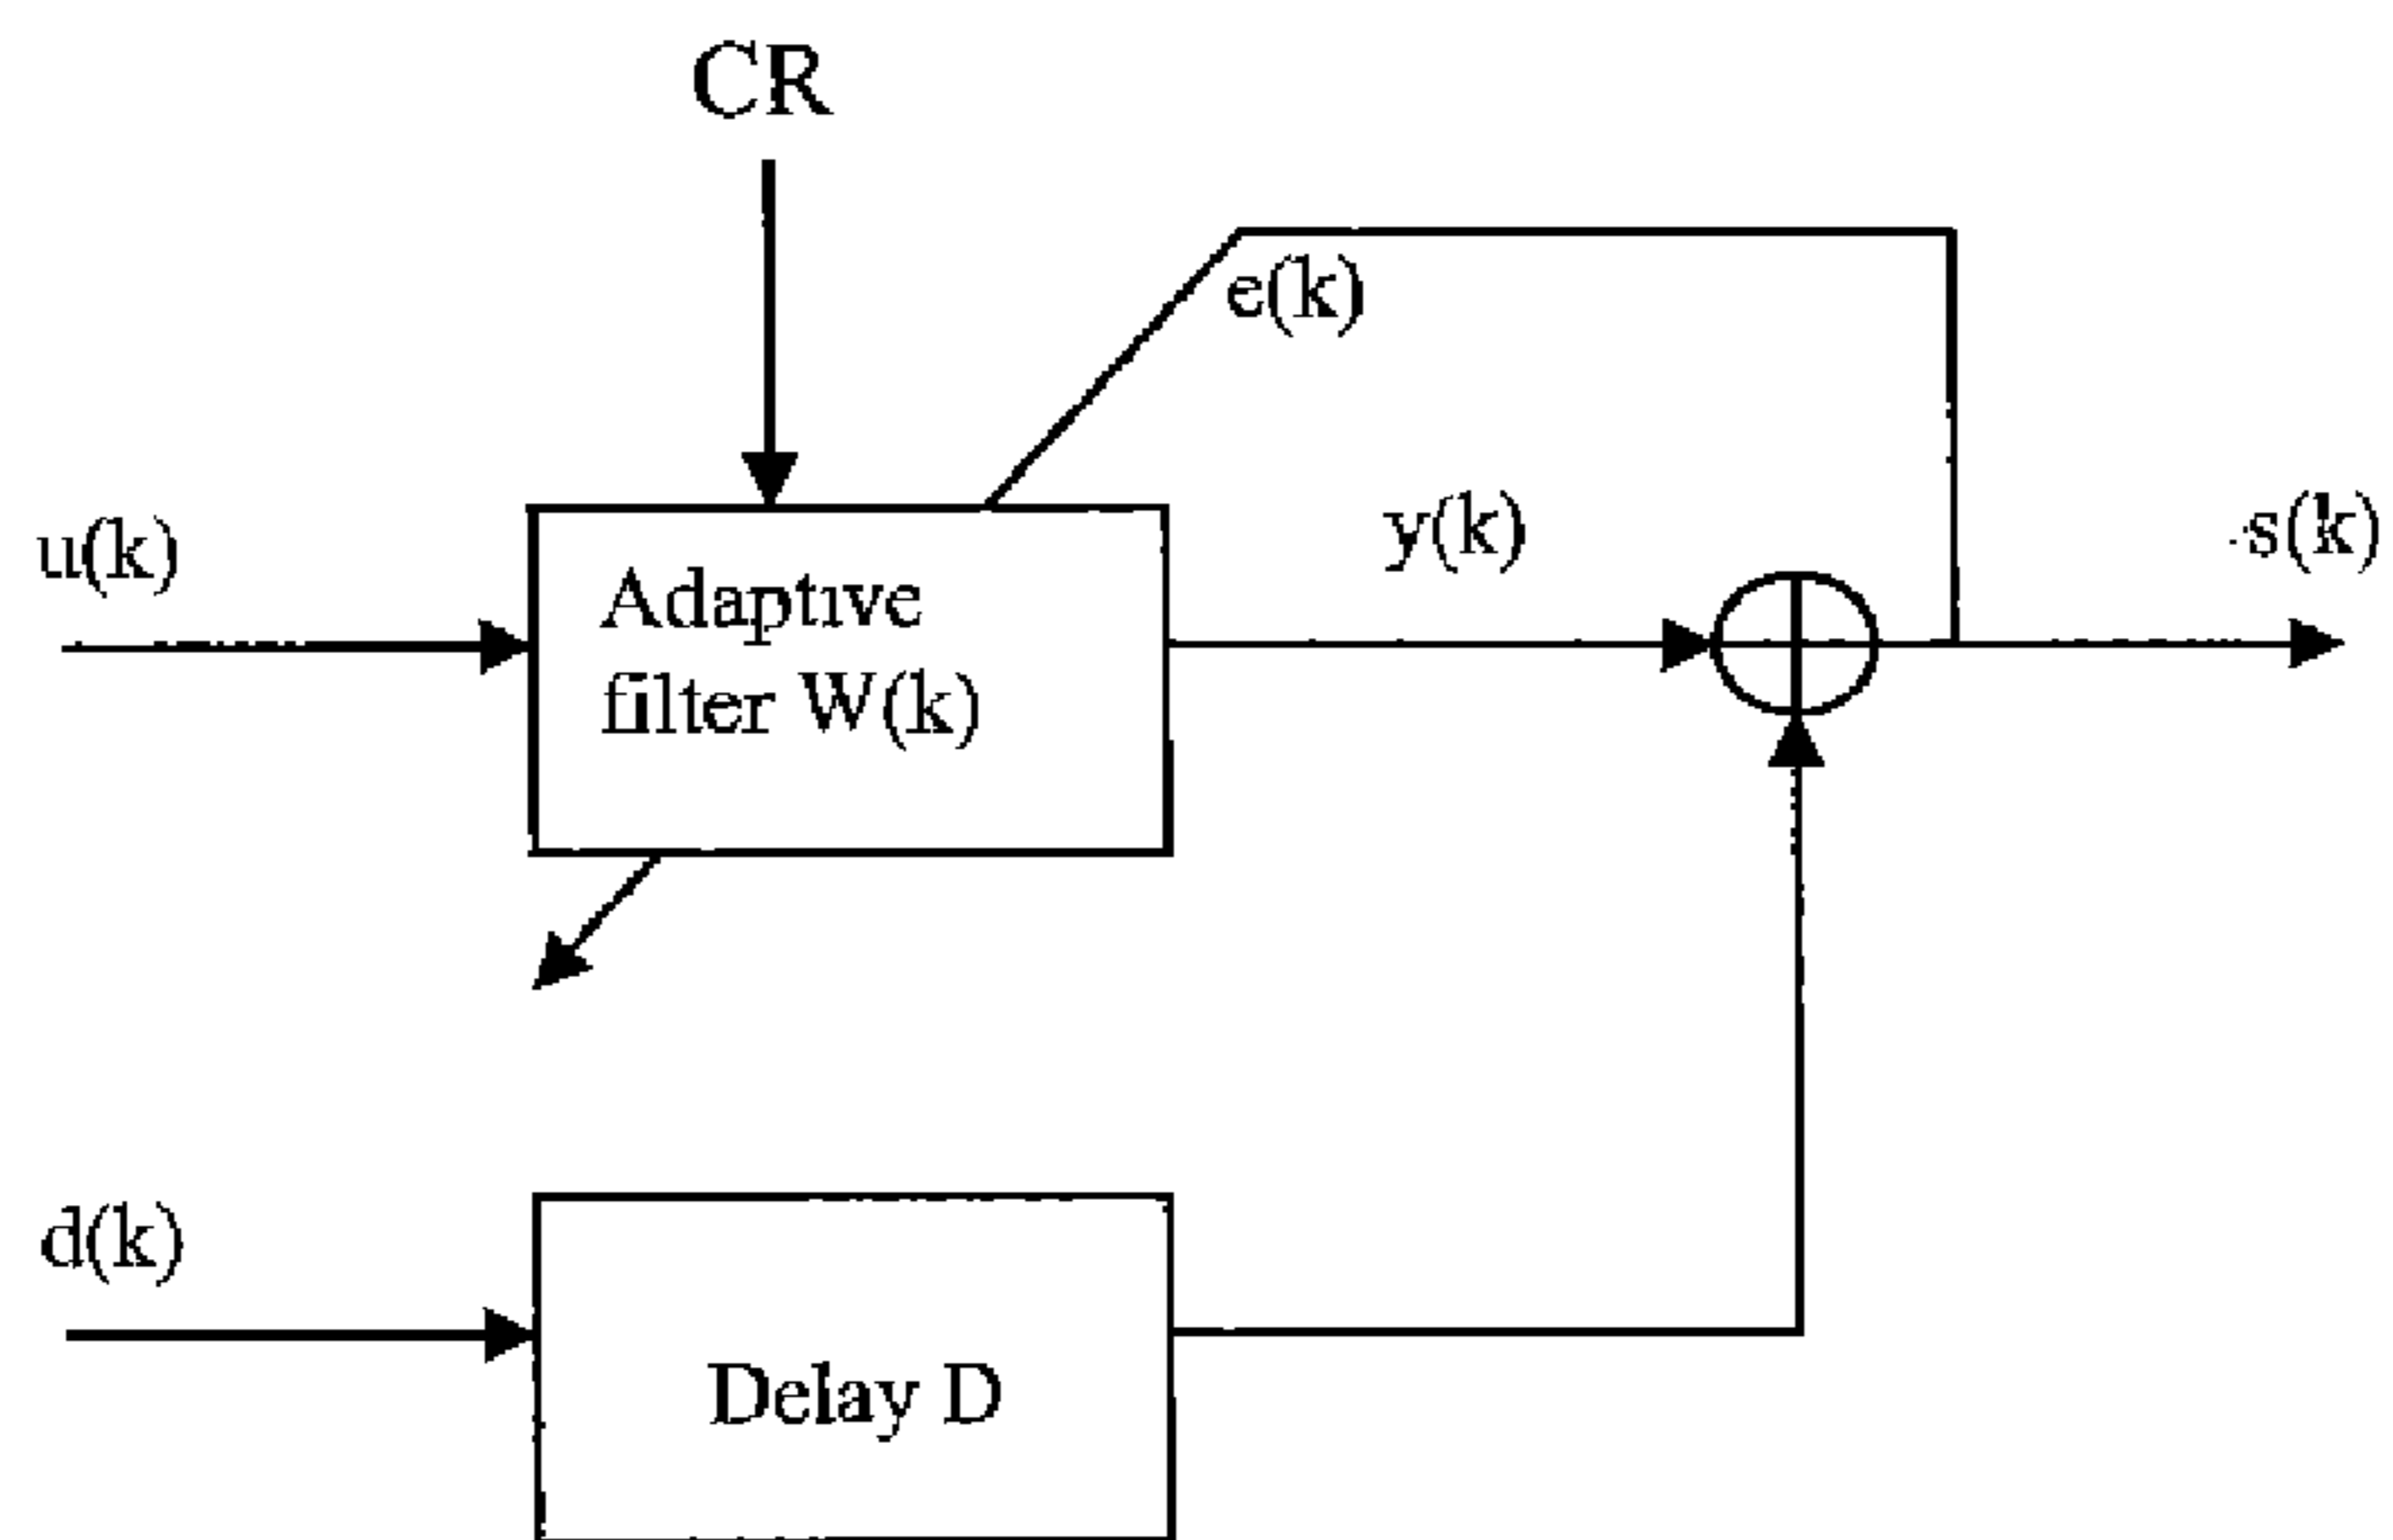 CR
e(k)
u(k)
y(k)
s(k)
Adaptive
filter W(k)
d(k)
Delay D